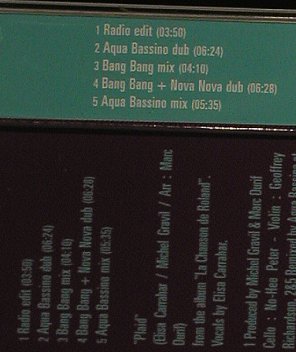 1 Radio edit (03:50)
2 Aqua Bassino dub (06:24)
3 Bang Bang mix (04:10)
4 Bang Bang + Nova Nova dub (06:28)
5 Aqua Bassino mix (05:35)
1 Radio edit (03:50)
2 Aqua Bassino dub (06:24)
3 Bang Bang mix (04:10)
4 Bang Bang + Nova Nova dub (06:28)
5 Aqua Bassino mix (05:35)
"Plaid"
(Elisa Carrabar / Michel Gravil / Arr : Marc
Donf)
from the album "La Chanson de Roland".
Vocals by Elisa Carrabar.
1 Produced by Michel Gravil & Marc Donf
Cello : No-Hen Peter - Violin : Geoffrey
Richardson. 2&5 Remixed by Aqua Bassino